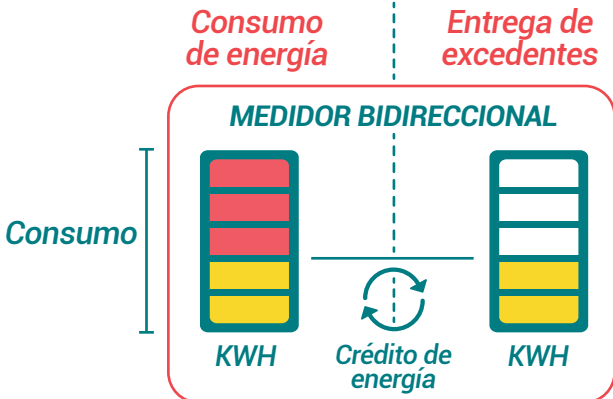 Consumo
de energía
Entrega de
excedentes
MEDIDOR BIDIRECCIONAL
Consumo
KWH
Crédito de
energía
KWH